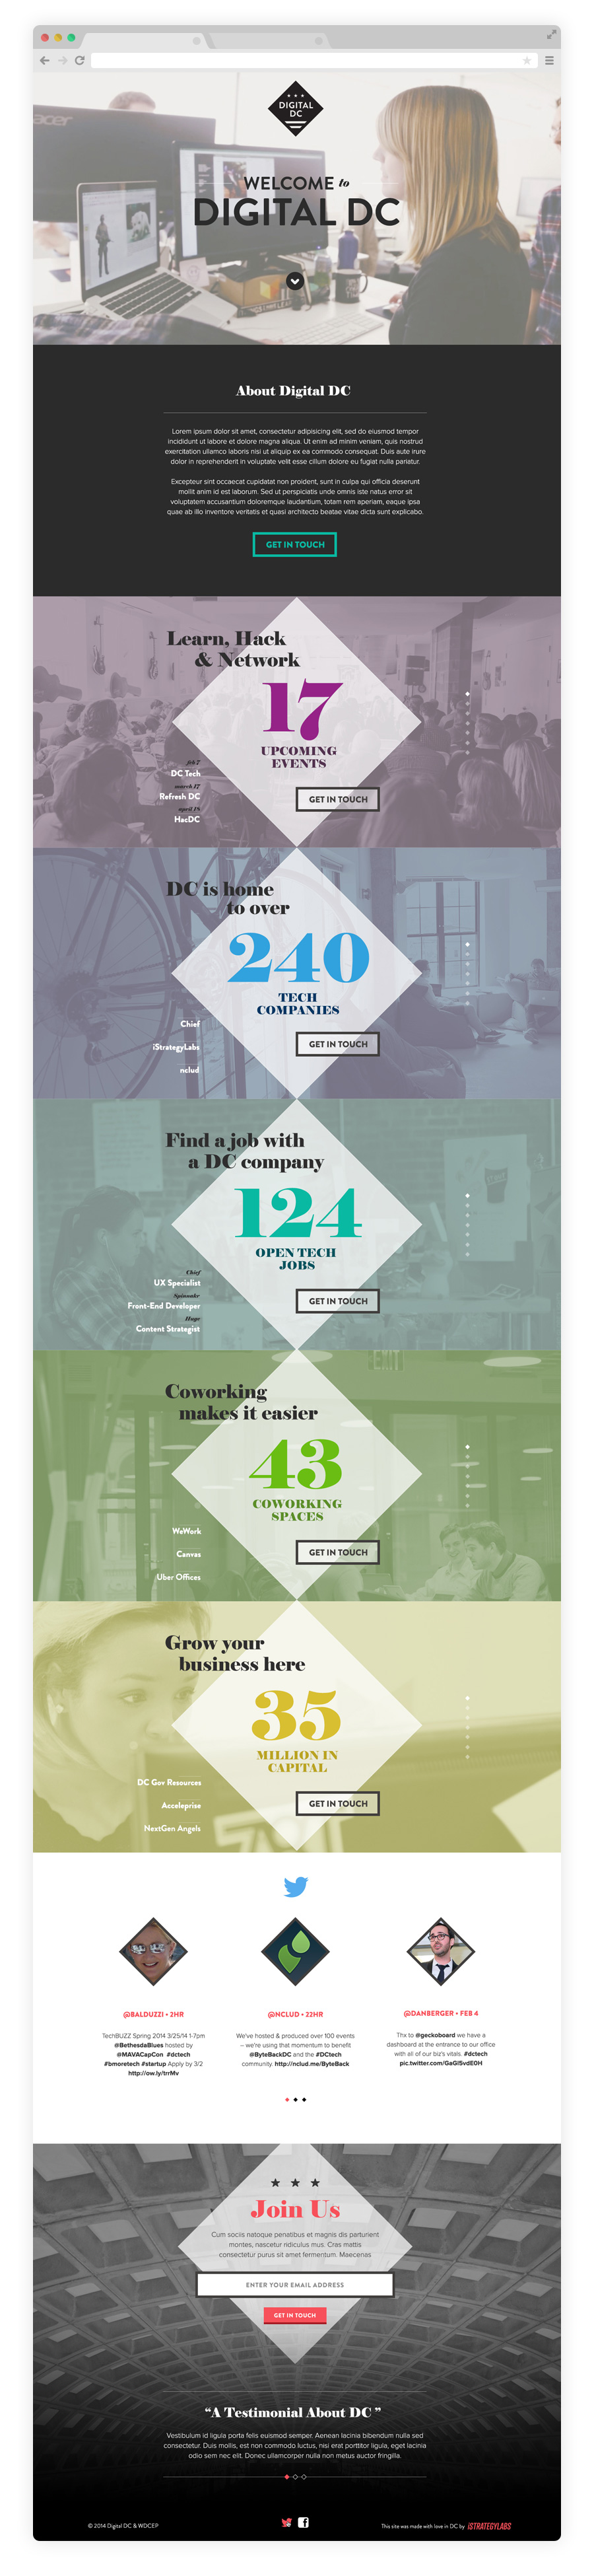 acer
DIGITAL
DC
WELCOME to
DIGITAL DC
About Digital DC
Lorem ipsum dolor sit amet, consectetur adipisicing elit, sed do eiusmod tempor
incididunt ut labore et dolore magna aliqua. Ut enim ad minim veniam, quis nostrud
exercitation ullamco laboris nisi ut aliquip ex ea commodo consequat. Duis aute irure
dolor in reprehenderit in voluptate velit esse cillum dolore eu fugiat nulla pariatur.
Excepteur sint occaecat cupidatat non proident, sunt in culpa qui officia deserunt
mollit anim id est laborum. Sed ut perspiciatis unde omnis iste natus error sit
voluptatem accusantium doloremque laudantium, totam rem aperiam, eaque ipsa
quae ab illo inventore veritatis et quasi architecto beatae vitae dicta sunt explicabo.
GET IN TOUCH
Learn, Hack
& Network
17
UPCOMING
EVENTS
feb 7
DC Tech
march 17
Refresh DC
april 18
HacDC
GET IN TOUCH
DC is home
to over
240
TECH
COMPANIES
Chief
iStrategyLabs
nclud
GET IN TOUCH
Find a job with
a DC company
124
OPEN TECH
JOBS
Chief
UX Specialist
Spinnakr
Front-End Developer
Huge
Content Strategist
GET IN TOUCH
EXIT
Coworking
makes it easier
43
COWORKING
SPACES
WeWork
Canvas
Uber Offices
GET IN TOUCH
Grow your
business here
35
MILLION IN
CAPITAL
DC Gov Resources
Acceleprise
NextGen Angels
GET IN TOUCH
@BALDUZZI • 2HR
TechBUZZ Spring 2014 3/25/14 1-7pm
@BethesdaBlues hosted by
@MAVACapCon #dctech
#bmoretech #startup Apply by 3/2
http://ow.ly/trrMv
@NCLUD • 22HR
We've hosted & produced over 100 events
– we're using that momentum to benefit
@ByteBackDC and the #DCtech
community. http://nclud.me/ByteBack
@DANBERGER • FEB 4
Thx to @geckoboard we have a
dashboard at the entrance to our office
with all of our biz's vitals. #dctech
pic.twitter.com/GaGl5vdE0H
Join Us
Cum sociis natoque penatibus et magnis dis parturient
montes, nascetur ridiculus mus. Cras mattis
consectetur purus sit amet fermentum. Maecenas
ENTER YOUR EMAIL ADDRESS
GET IN TOUCH
“A Testimonial About DC ”
Vestibulum id ligula porta felis euismod semper. Aenean lacinia bibendum nulla sed
consectetur. Duis mollis, est non commodo luctus, nisi erat porttitor ligula, eget lacinia
odio sem nec elit. Donec ullamcorper nulla non metus auctor fringilla.
© 2014 Digital DC & WDCEP
This site was made with love in DC by iSTRATEGYLABS